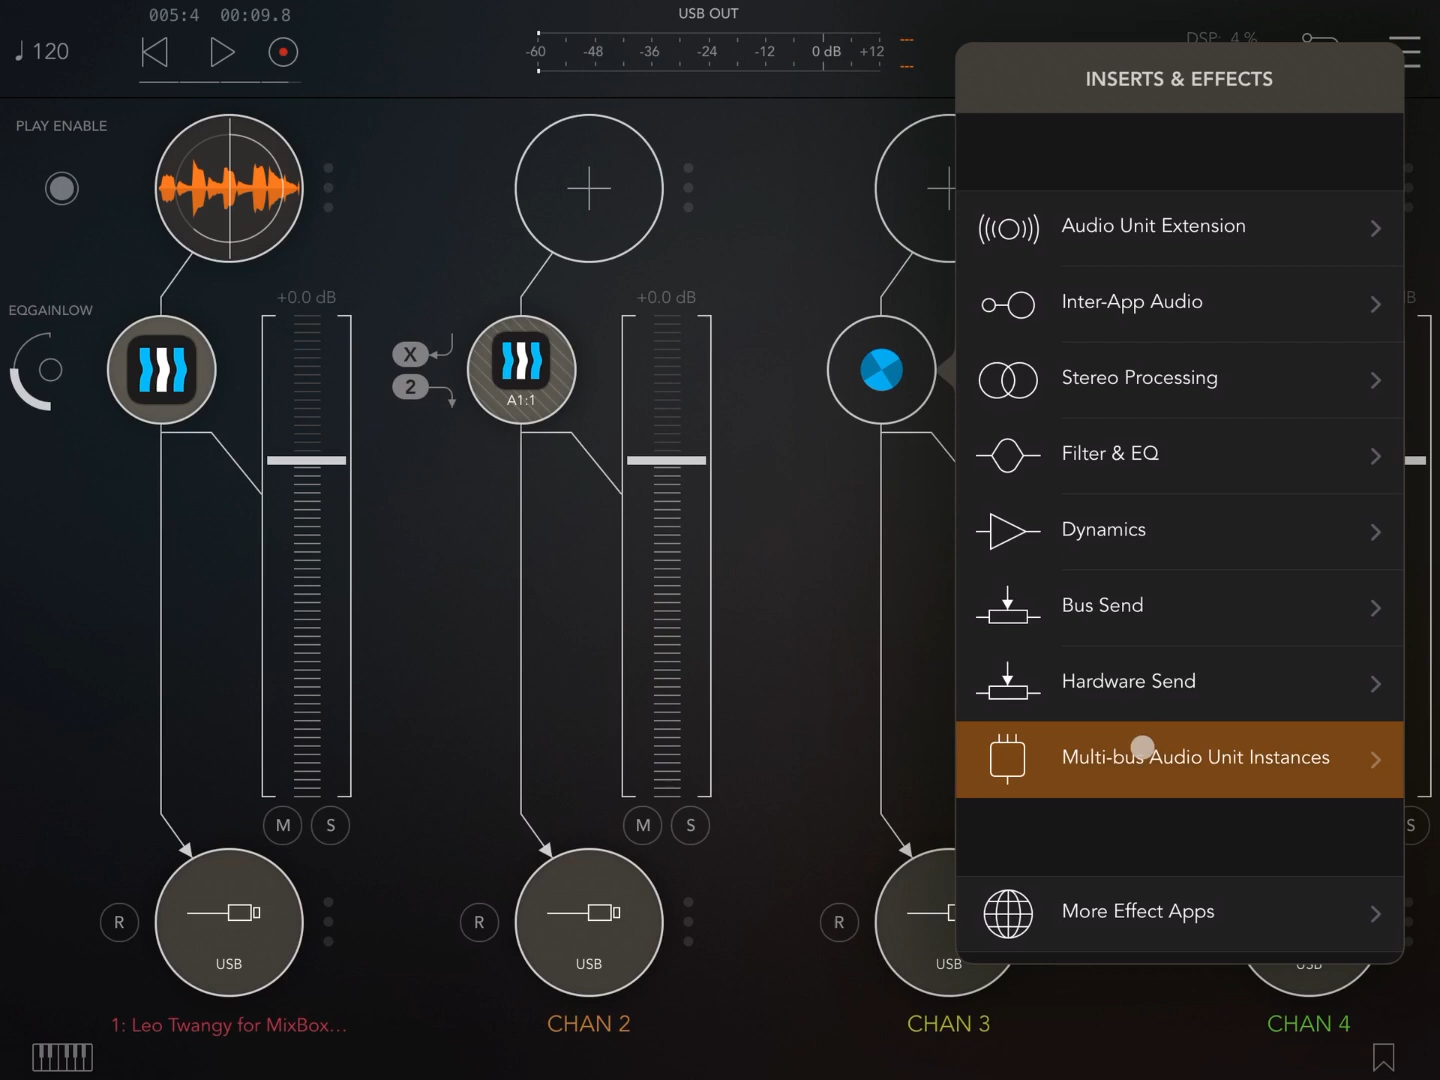 005:4 00:09.8
USB OUT
♩ 120
-60 -48 -36 -24 -12 0 dB +12
---
---
DSP: 4 %
INSERTS & EFFECTS
PLAY ENABLE
Audio Unit Extension
Inter-App Audio
EQGAINLOW
+0.0 dB
+0.0 dB
B
X
2
A1:1
Stereo Processing
Filter & EQ
Dynamics
Bus Send
Hardware Send
Multi-bus Audio Unit Instances
M S
M S
S
More Effect Apps
R
R
R
USB
USB
USB
USB
1: Leo Twangy for MixBox...
CHAN 2
CHAN 3
CHAN 4